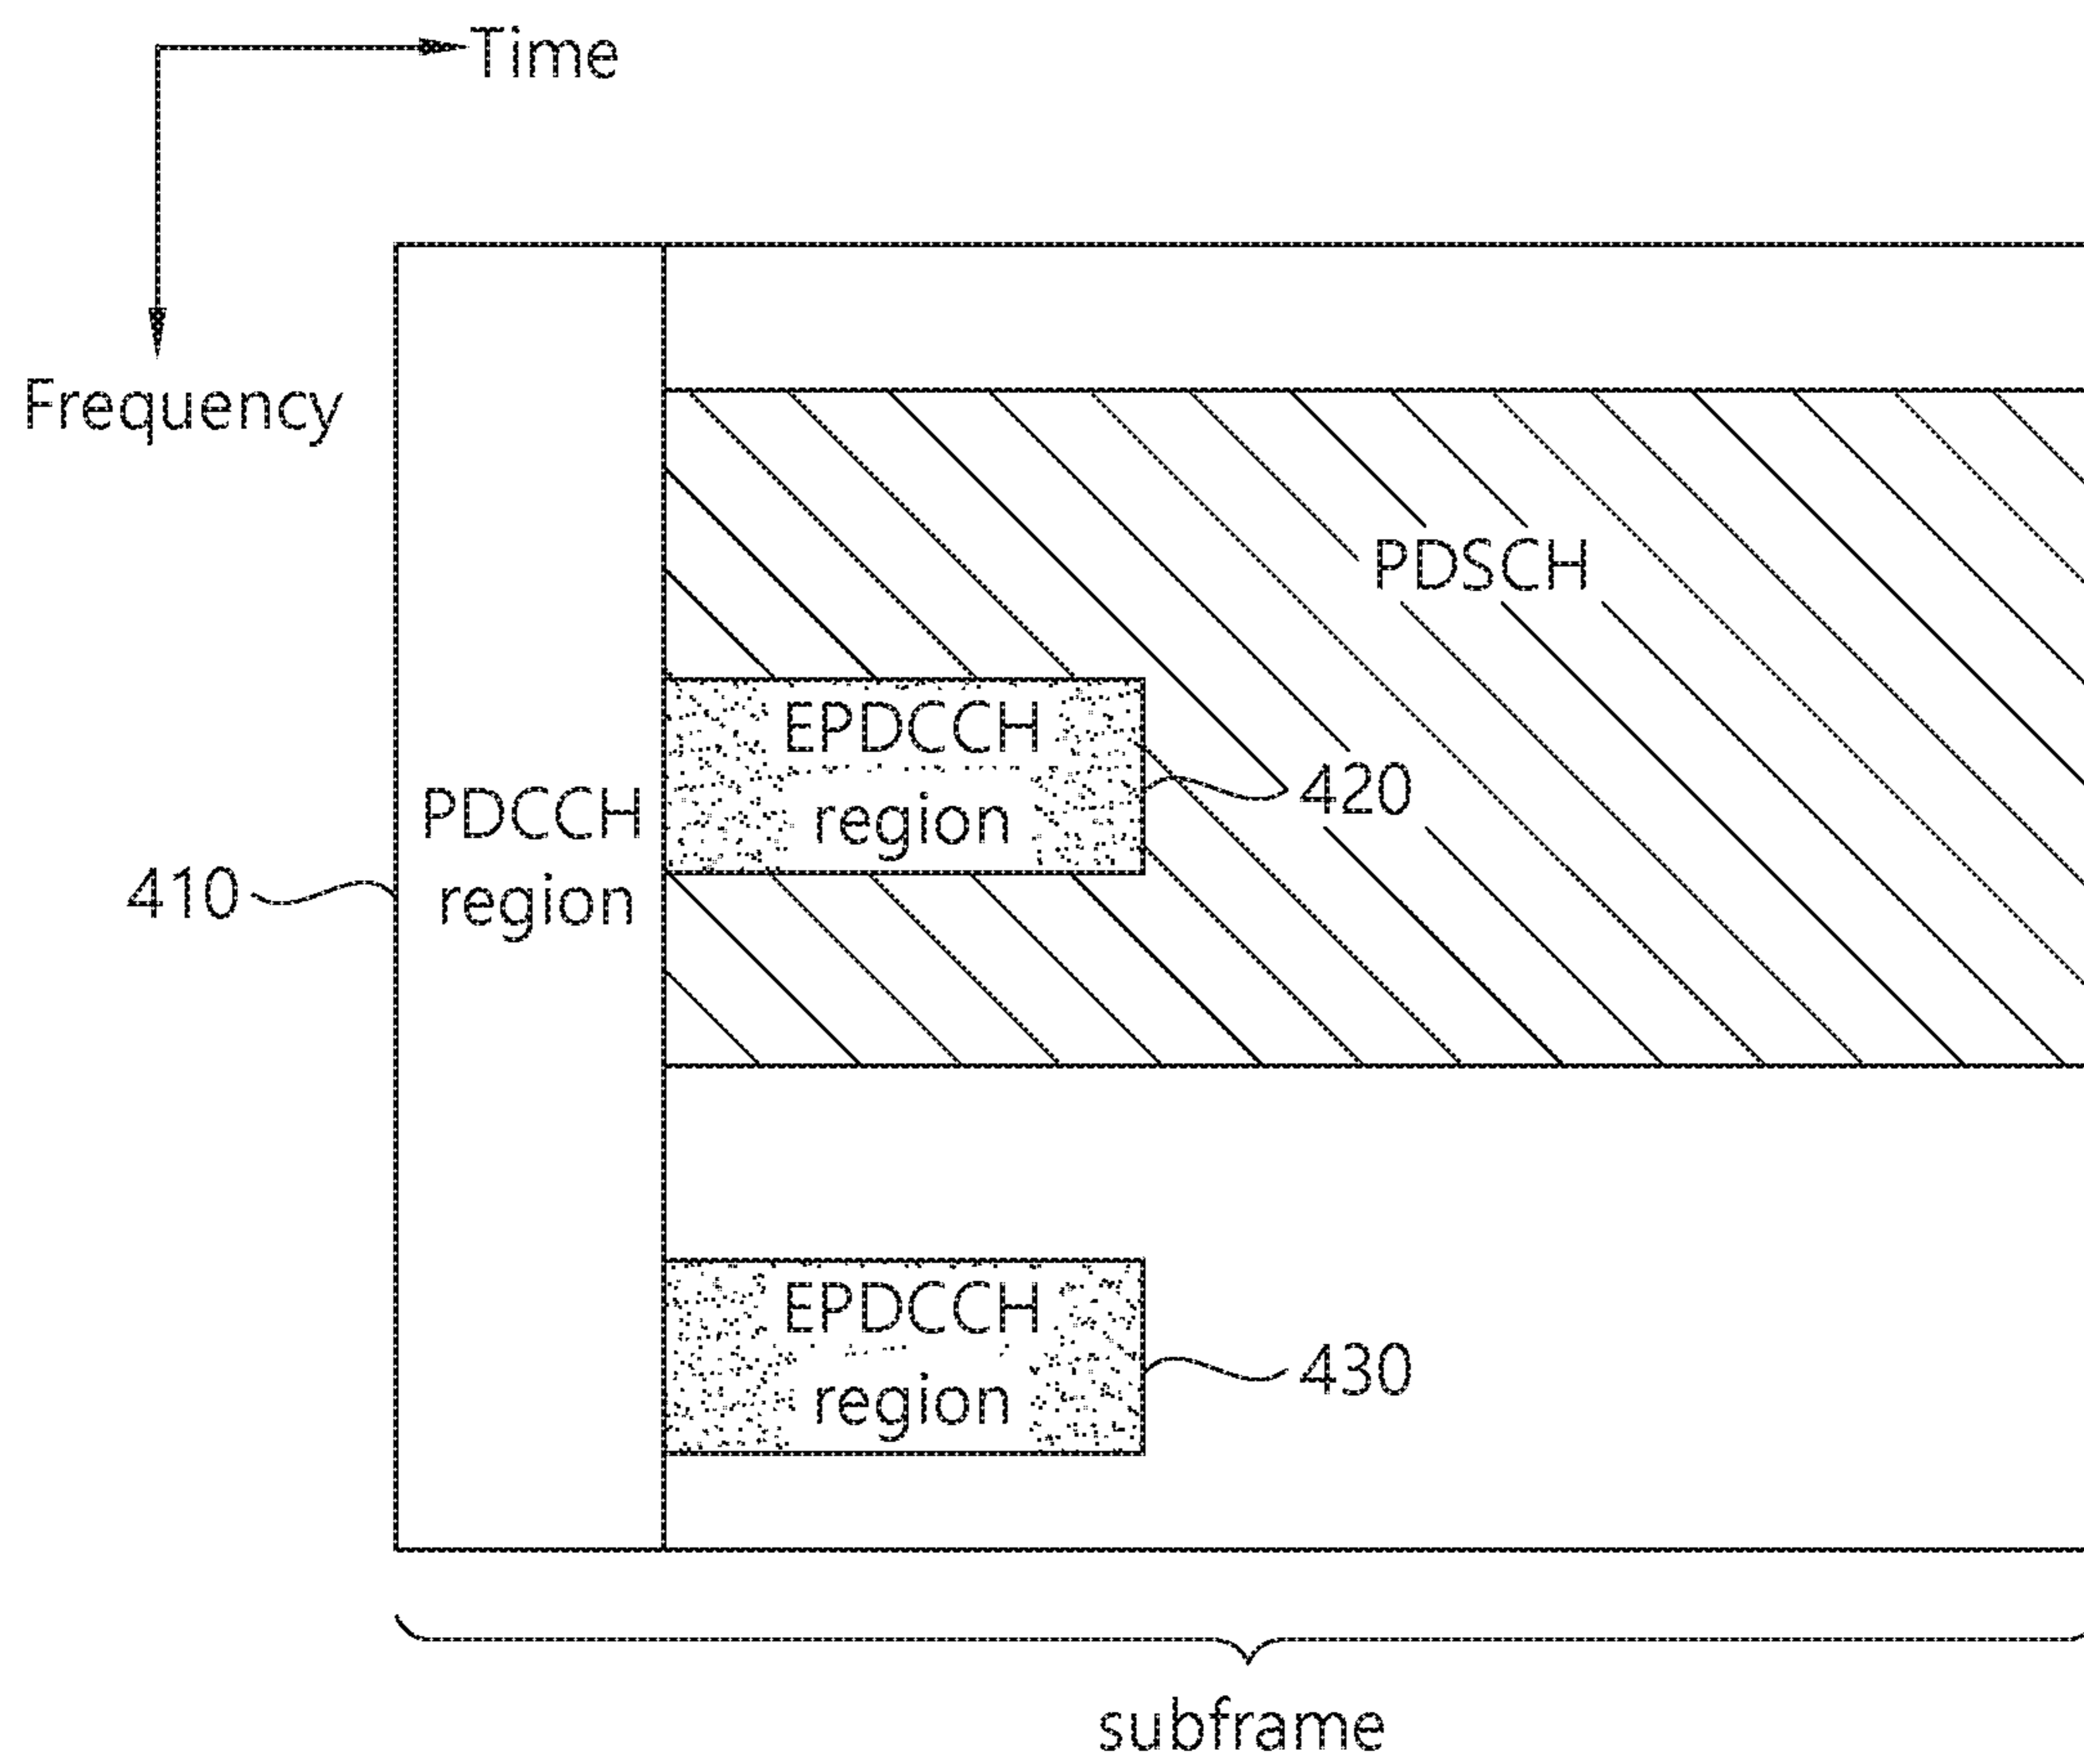 Time
Frequency
PDSCH
EPDCCH
region
420
PDCCH
region
410
EPDCCH
region
430
subframe